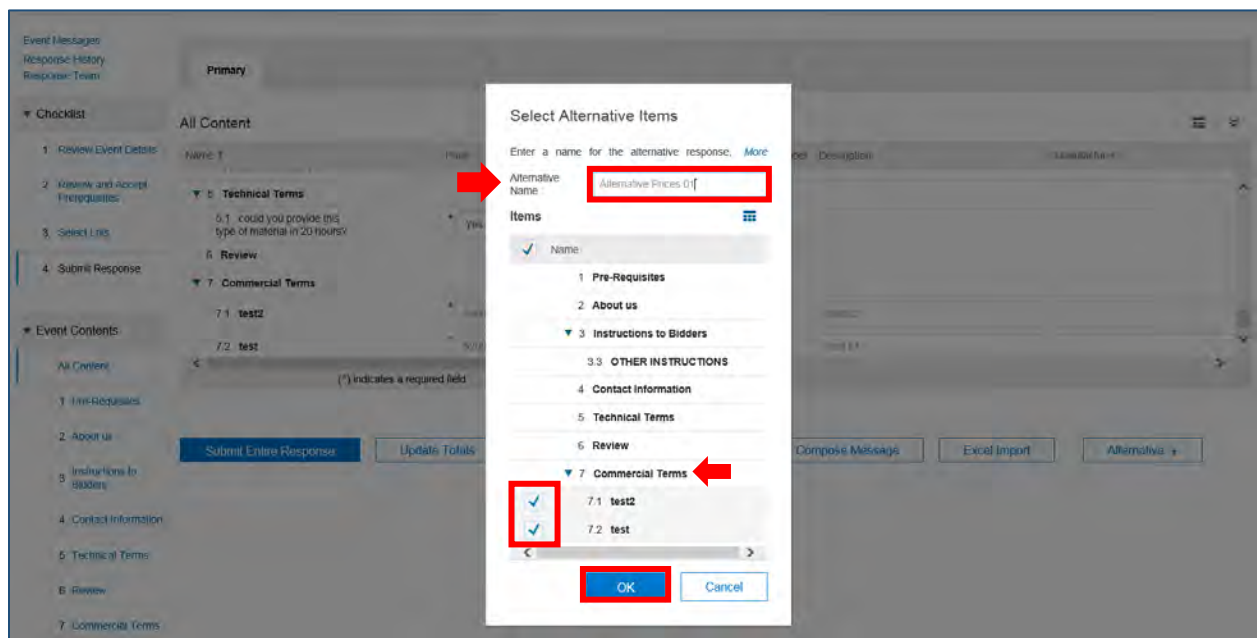 Event Messages
Response History
Response Team
▼ Checklist
1 Review Event Details
2 Review and Accept
Prerequisites
3 Select Lots
4 Submit Response
▼ Event Contents
All Content
1 Pre-Requisites
2 About us
3 Instructions to
Bidders
4 Contact Information
5 Technical Terms
6 Review
7 Commercial Terms
Primary
All Content
Name ↑
Price
Description
▼ 5 Technical Terms
5.1 could you provide this
type of material in 20 hours?
* Yes
6 Review
▼ 7 Commercial Terms
7.1 test2
*
7.2 test
*
(*) indicates a required field
Submit Entire Response
Update Totals
Compose Message
Excel Import
Alternative
Select Alternative Items
Enter a name for the alternative response. More
Alternative
Name :
Alternative Prices 01
Items
Name
1 Pre-Requisites
2 About us
▼ 3 Instructions to Bidders
3.3 OTHER INSTRUCTIONS
4 Contact Information
5 Technical Terms
6 Review
▼ 7 Commercial Terms
7.1 test2
7.2 test
OK
Cancel